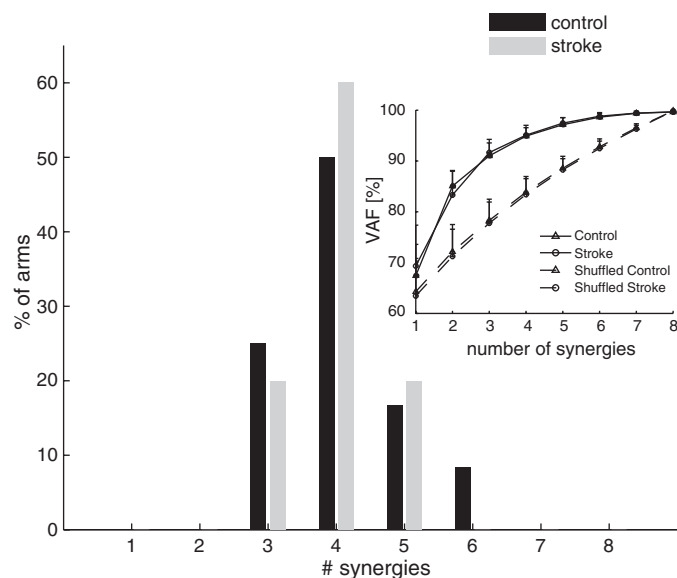 control
stroke
60
50
40
30
20
10
0
% of arms
1 2 3 4 5 6 7 8
# synergies
100
90
80
70
60
VAF [%]
Control
Stroke
Shuffled Control
Shuffled Stroke
1 2 3 4 5 6 7 8
number of synergies